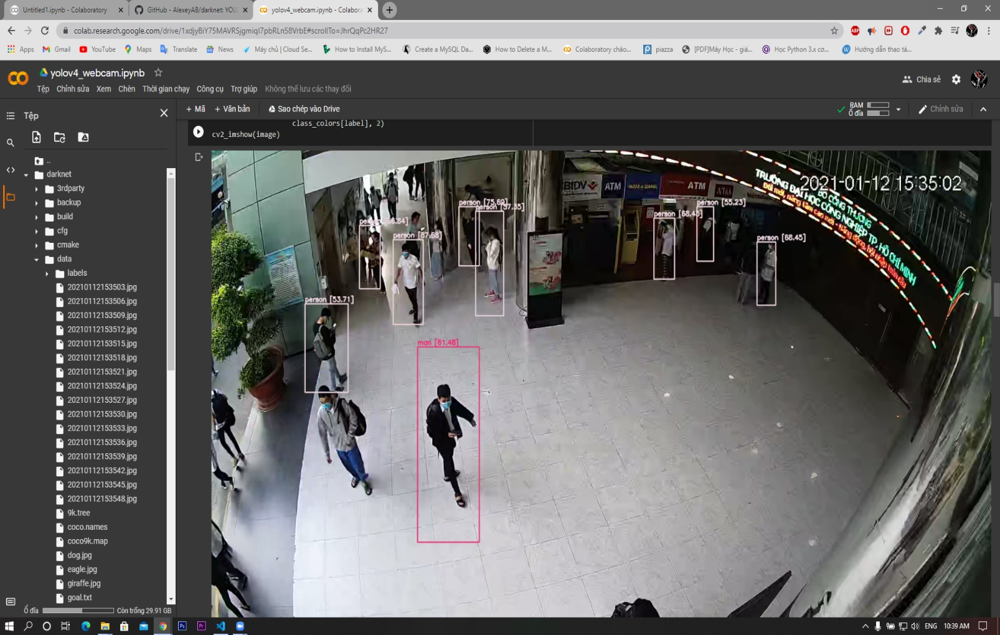 Untitled1.ipynb - Colaboratory
GitHub - AlexeyAB/darknet: YOLO
yolov4_webcam.ipynb - Colabora
colab.research.google.com/drive/1xdjyBiY75MAVRSjgmiqI7pbRLn58VrbE#scrollTo=JhrQqPc2HR27
ABP
Apps
Gmail
YouTube
Maps
Translate
News
Máy chủ | Cloud Se...
How to Install MyS...
Create a MySQL Da...
How to Delete a M...
Colaboratory chào...
piazza
[PDF]Máy Học - giá...
Học Python 3.x cơ...
Hướng dẫn thao tá...
yolov4_webcam.ipynb
Tệp Chỉnh sửa Xem Chèn Thời gian chạy Công cụ Trợ giúp Không thể lưu các thay đổi
Chia sẻ
Tệp
+ Mã + Văn bản Sao chép vào Drive
RAM
Ổ đĩa
Chỉnh sửa
class_colors[label], 2)
cv2_imshow(image)
..
darknet
3rdparty
backup
build
cfg
cmake
data
labels
20210112153503.jpg
20210112153506.jpg
20210112153509.jpg
20210112153512.jpg
20210112153515.jpg
20210112153518.jpg
20210112153521.jpg
20210112153524.jpg
20210112153527.jpg
20210112153530.jpg
20210112153533.jpg
20210112153536.jpg
20210112153539.jpg
20210112153542.jpg
20210112153545.jpg
20210112153548.jpg
9k.tree
coco.names
coco9k.map
dog.jpg
eagle.jpg
giraffe.jpg
goal.txt
Ổ đĩa Còn trống 29.91 GB
2021-01-12 15:35:02
BỘ CÔNG THƯƠNG
TRƯỜNG ĐẠI HỌC CÔNG NGHIỆP TP. HỒ CHÍ MINH
BIDV
ATM
NAM A BANK
ATM
ATM
person [75.69]
person [55.23]
person [68.43]
person [87.68]
person [68.45]
person [53.71]
man [61.48]
Ps
Pr
ENG
10:39 AM